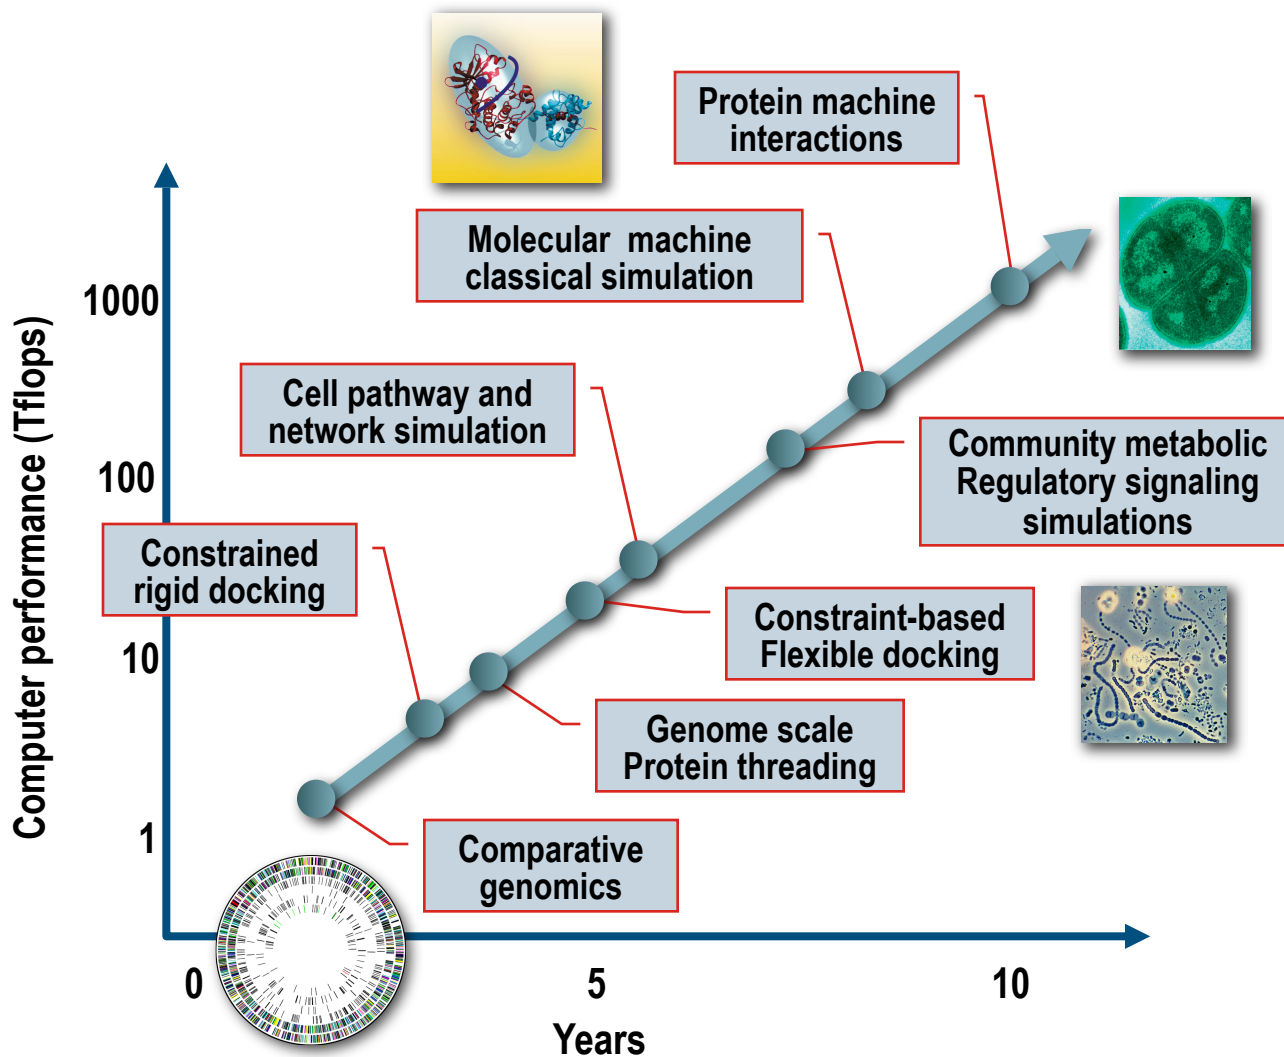 Protein machine
interactions
Molecular machine
classical simulation
Cell pathway and
network simulation
Community metabolic
Regulatory signaling
simulations
Constrained
rigid docking
Constraint-based
Flexible docking
Genome scale
Protein threading
Comparative
genomics
Computer performance (Tflops)
1000
100
10
1
0
5
10
Years